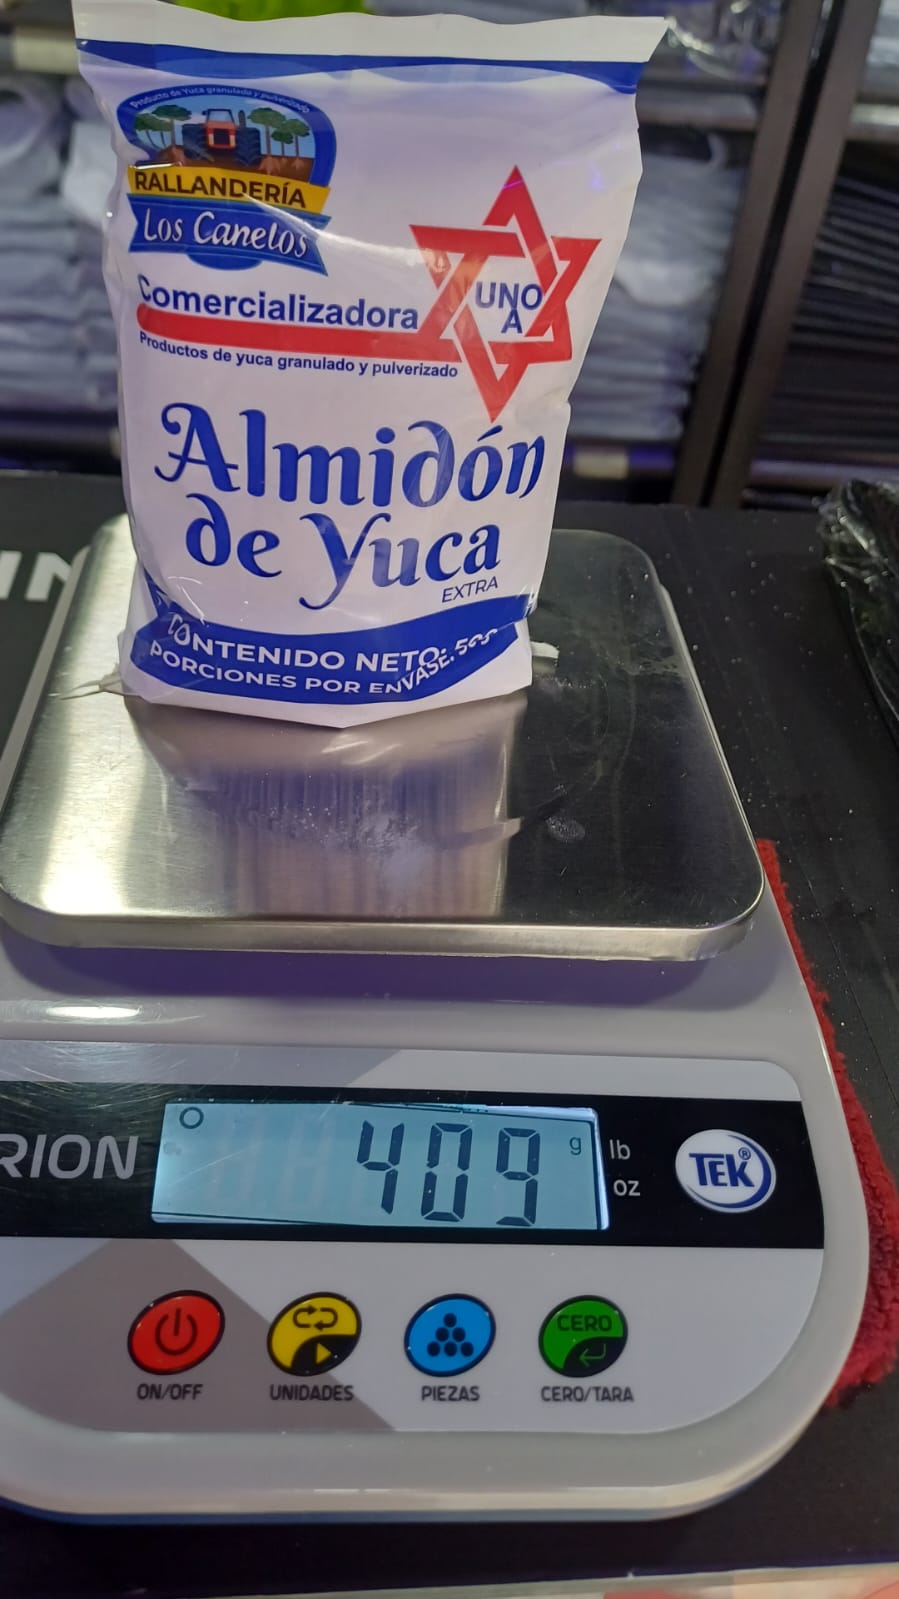 Producto de Yuca granulado y pulverizado
RALLANDERÍA
Los Canelos
Comercializadora
UNO
A
Productos de yuca granulado y pulverizado
Almidón
de Yuca
EXTRA
CONTENIDO NETO:
PORCIONES POR ENVASE:
RION
409 g
lb
oz
TEK®
CERO
ON/OFF
UNIDADES
PIEZAS
CERO/TARA